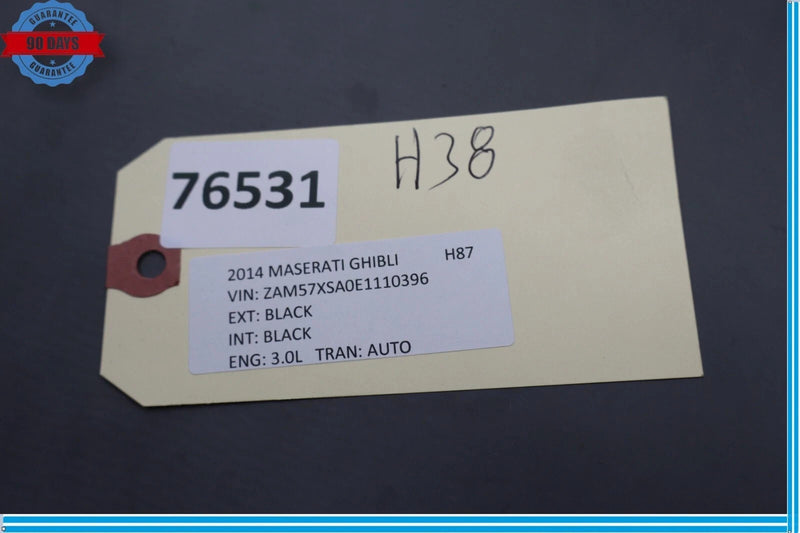 GUARANTEE
90 DAYS
GUARANTEE
H38
76531
2014 MASERATI GHIBLI H87
VIN: ZAM57XSA0E1110396
EXT: BLACK
INT: BLACK
ENG: 3.0L TRAN: AUTO